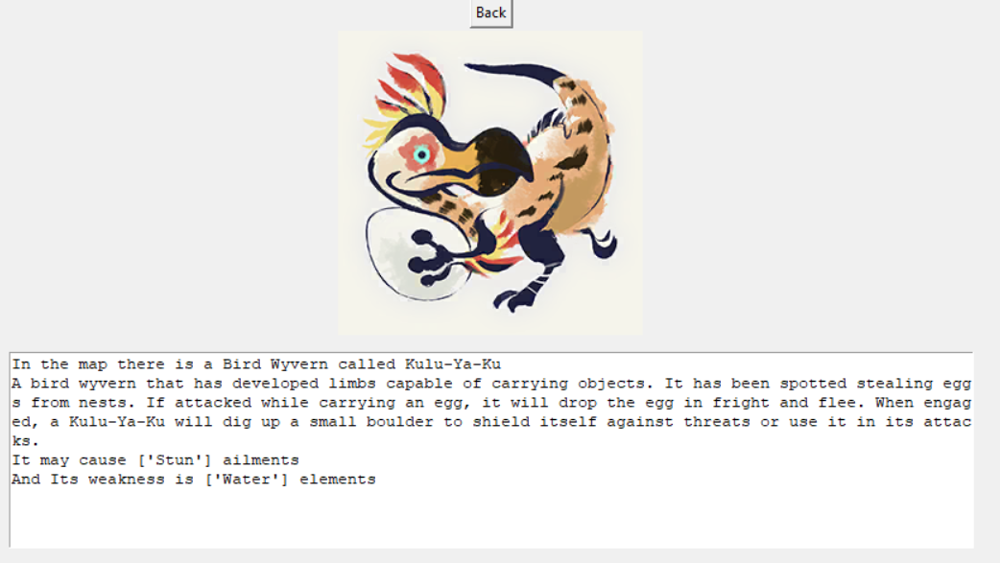 Back
In the map there is a Bird Wyvern called Kulu-Ya-Ku
A bird wyvern that has developed limbs capable of carrying objects. It has been spotted stealing egg
s from nests. If attacked while carrying an egg, it will drop the egg in fright and flee. When engag
ed, a Kulu-Ya-Ku will dig up a small boulder to shield itself against threats or use it in its attac
ks.
It may cause ['Stun'] ailments
And Its weakness is ['Water'] elements